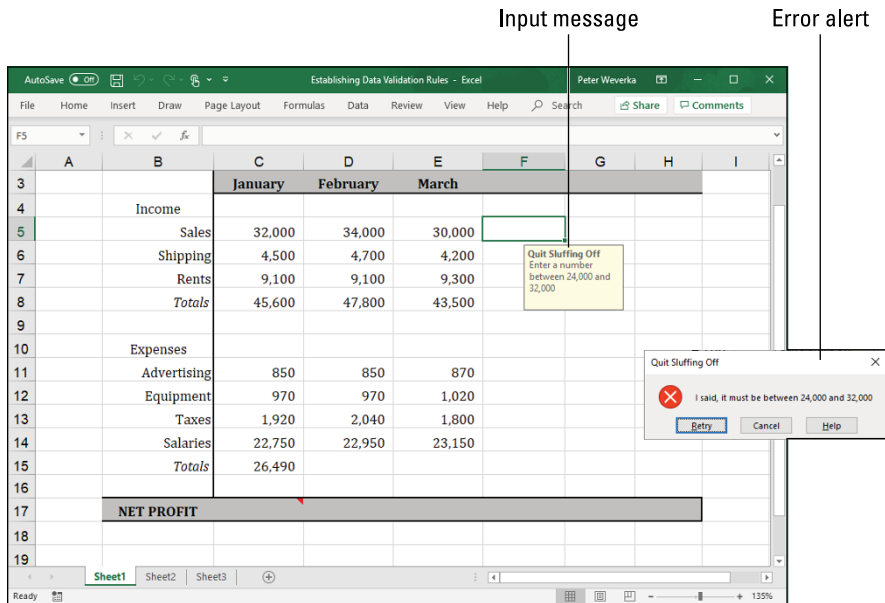 Input message Error alert
AutoSave Off Establishing Data Validation Rules - Excel Peter Weverka
File Home Insert Draw Page Layout Formulas Data Review View Help Search Share Comments
F5 fx
A B C D E F G H I
3 January February March
4 Income
5 Sales 32,000 34,000 30,000
6 Shipping 4,500 4,700 4,200
Quit Sluffing Off
Enter a number
between 24,000 and
32,000
7 Rents 9,100 9,100 9,300
8 Totals 45,600 47,800 43,500
9
10 Expenses
11 Advertising 850 850 870
12 Equipment 970 970 1,020
13 Taxes 1,920 2,040 1,800
14 Salaries 22,750 22,950 23,150
15 Totals 26,490
16
17 NET PROFIT
18
19
Quit Sluffing Off
I said, it must be between 24,000 and 32,000
Retry Cancel Help
Sheet1 Sheet2 Sheet3
Ready 135%